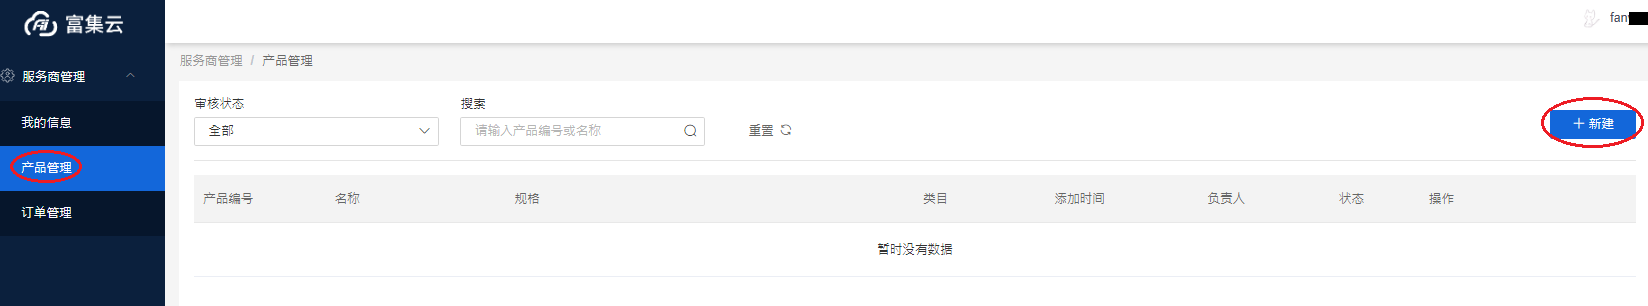 富集云
fan
服务商管理
我的信息
产品管理
订单管理
服务商管理 / 产品管理
审核状态 搜索
全部 请输入产品编号或名称 重置 新建
产品编号 名称 规格 类目 添加时间 负责人 状态 操作
暂时没有数据